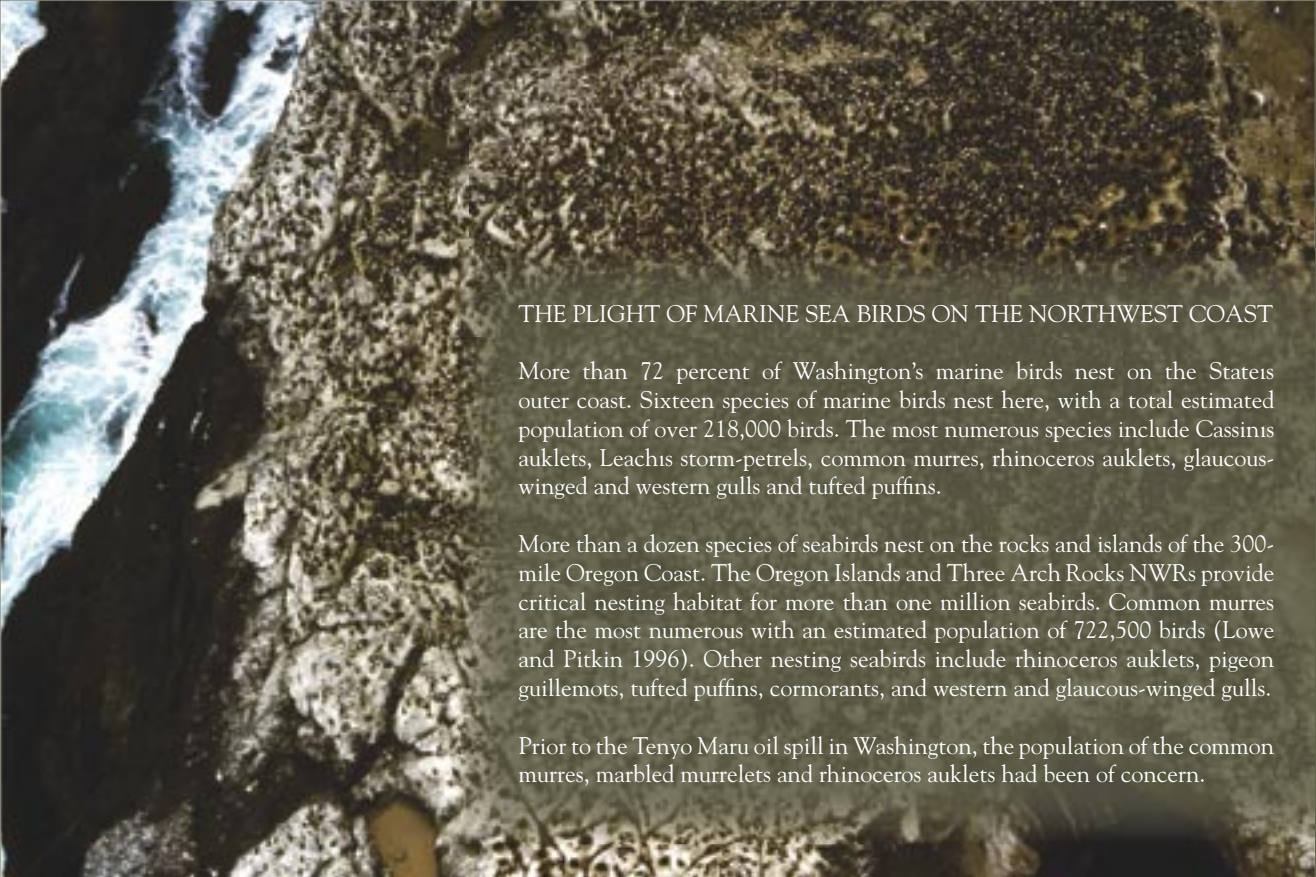 THE PLIGHT OF MARINE SEA BIRDS ON THE NORTHWEST COAST
More than 72 percent of Washington’s marine birds nest on the Stateıs
outer coast. Sixteen species of marine birds nest here, with a total estimated
population of over 218,000 birds. The most numerous species include Cassinıs
auklets, Leachıs storm-petrels, common murres, rhinoceros auklets, glaucous-
winged and western gulls and tufted puffins.
More than a dozen species of seabirds nest on the rocks and islands of the 300-
mile Oregon Coast. The Oregon Islands and Three Arch Rocks NWRs provide
critical nesting habitat for more than one million seabirds. Common murres
are the most numerous with an estimated population of 722,500 birds (Lowe
and Pitkin 1996). Other nesting seabirds include rhinoceros auklets, pigeon
guillemots, tufted puffins, cormorants, and western and glaucous-winged gulls.
Prior to the Tenyo Maru oil spill in Washington, the population of the common
murres, marbled murrelets and rhinoceros auklets had been of concern.